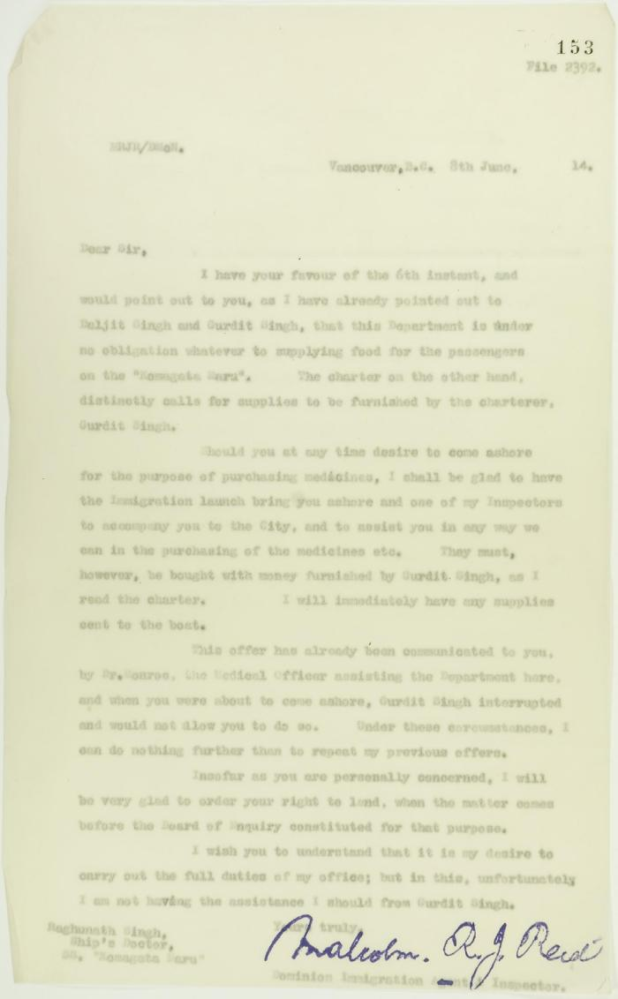 153
File 2392.
MRJR/DMcN.
Vancouver, B.C. 8th June, 14.
Dear Sir,
I have your favour of the 6th instant, and
would point out to you, as I have already pointed out to
Daljit Singh and Gurdit Singh, that this Department is under
no obligation whatever to supplying food for the passengers
on the "Komagata Maru". The charter on the other hand,
distinctly calls for supplies to be furnished by the charterer,
Gurdit Singh.
Should you at any time desire to come ashore
for the purpose of purchasing medicines, I shall be glad to have
the Immigration launch bring you ashore and one of my Inspectors
to accompany you to the City, and to assist you in any way we
can in the purchasing of the medicines etc. They must,
however, be bought with money furnished by Gurdit Singh, as I
read the charter. I will immediately have any supplies
sent to the boat.
This offer has already been communicated to you,
by Dr. Monroe, the Medical Officer assisting the Department here,
and when you were about to come ashore, Gurdit Singh interrupted
and would not alow you to do so. Under these carcumstances, I
can do nothing further than to repeat my previous offers.
Insofar as you are personally concerned, I will
be very glad to order your right to land, when the matter comes
before the Board of Enquiry constituted for that purpose.
I wish you to understand that it is my desire to
carry out the full duties of my office; but in this, unfortunately
I am not having the assistance I should from Gurdit Singh.
Yours truly,
Raghunath Singh,
Ship's Doctor,
SS. "Komagata Maru"
Malcolm. R. J. Reid
Dominion Immigration Agent & Inspector.